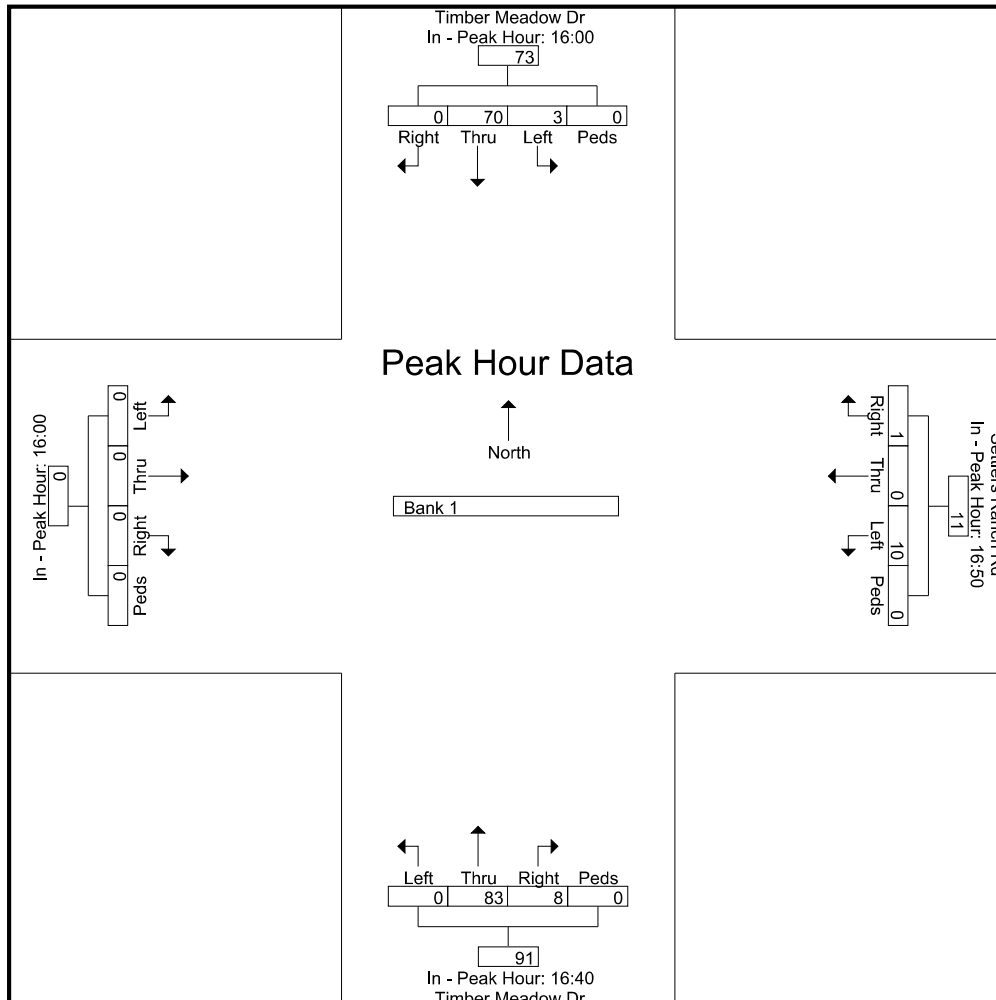 Timber Meadow Dr
In - Peak Hour: 16:00
73
0 70 3 0
Right Thru Left Peds
Peak Hour Data
North
Bank 1
In - Peak Hour: 16:00
0
0 0 0 0
Left Thru Right Peds
Settlers Ranch Rd
In - Peak Hour: 16:50
11
1 0 10 0
Right Thru Left Peds
Left Thru Right Peds
0 83 8 0
91
In - Peak Hour: 16:40
Timber Meadow Dr